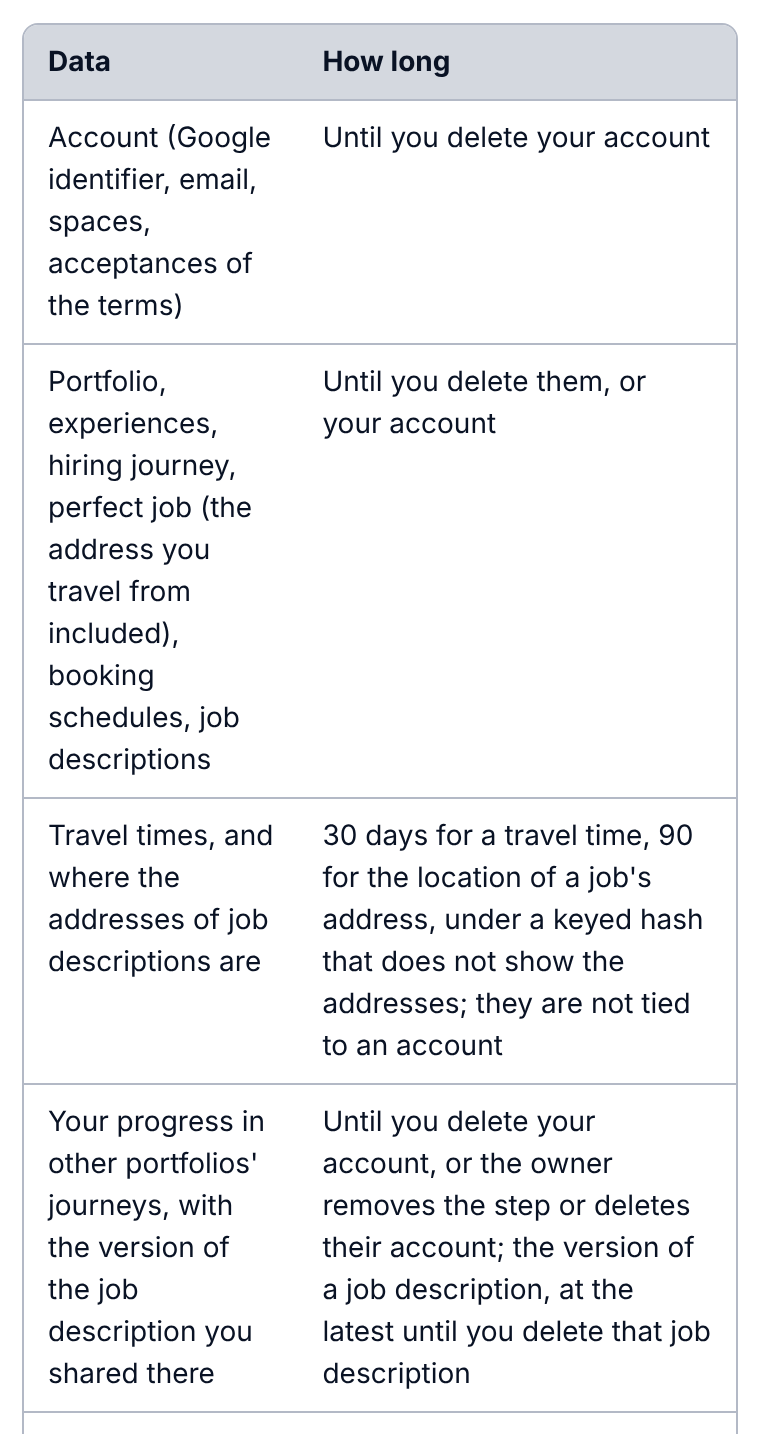 Data How long
Account (Google Until you delete your account
identifier, email,
spaces,
acceptances of
the terms)
Portfolio, Until you delete them, or
experiences, your account
hiring journey,
perfect job (the
address you
travel from
included),
booking
schedules, job
descriptions
Travel times, and 30 days for a travel time, 90
where the for the location of a job's
addresses of job address, under a keyed hash
descriptions are that does not show the
addresses; they are not tied
to an account
Your progress in Until you delete your
other portfolios' account, or the owner
journeys, with removes the step or deletes
the version of their account; the version of
the job a job description, at the
description you latest until you delete that job
shared there description